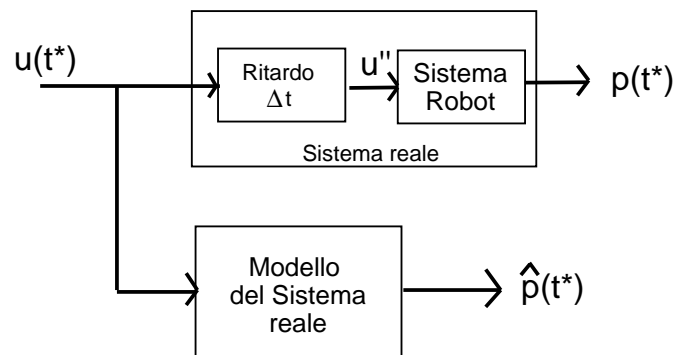 u(t*)
Ritardo
Δt
u''
Sistema
Robot
p(t*)
Sistema reale
Modello
del Sistema
reale
p̂(t*)